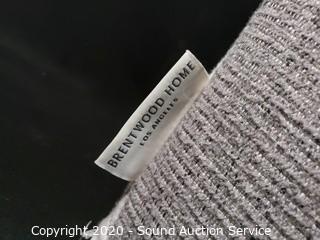 BRENTWOOD HOME
LOS ANGELES
Copyright 2020 - Sound Auction Service